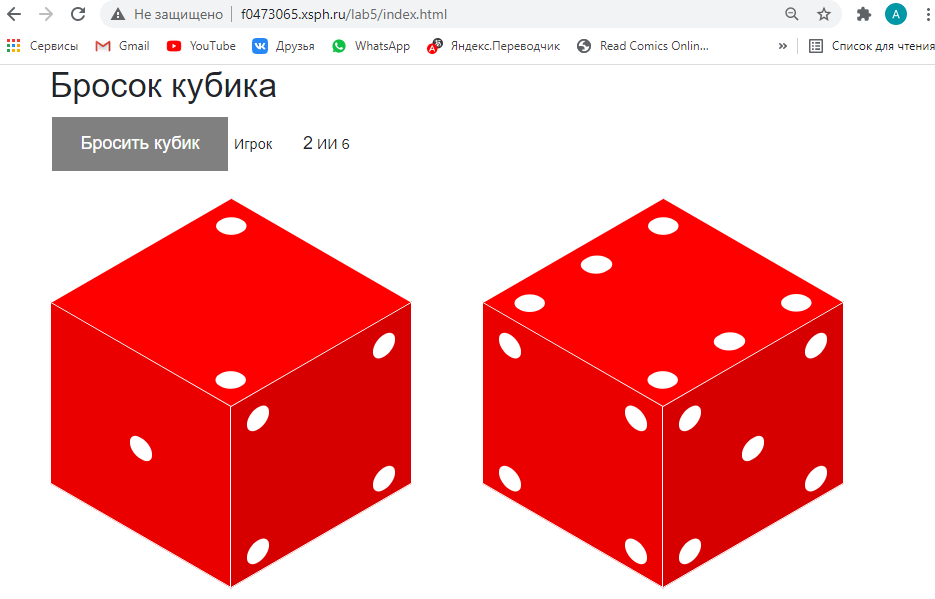 Не защищено f0473065.xsph.ru/lab5/index.html A
Сервисы Gmail YouTube Друзья WhatsApp Яндекс.Переводчик Read Comics Onlin... » Список для чтения
Бросок кубика
Бросить кубик Игрок 2 ИИ 6